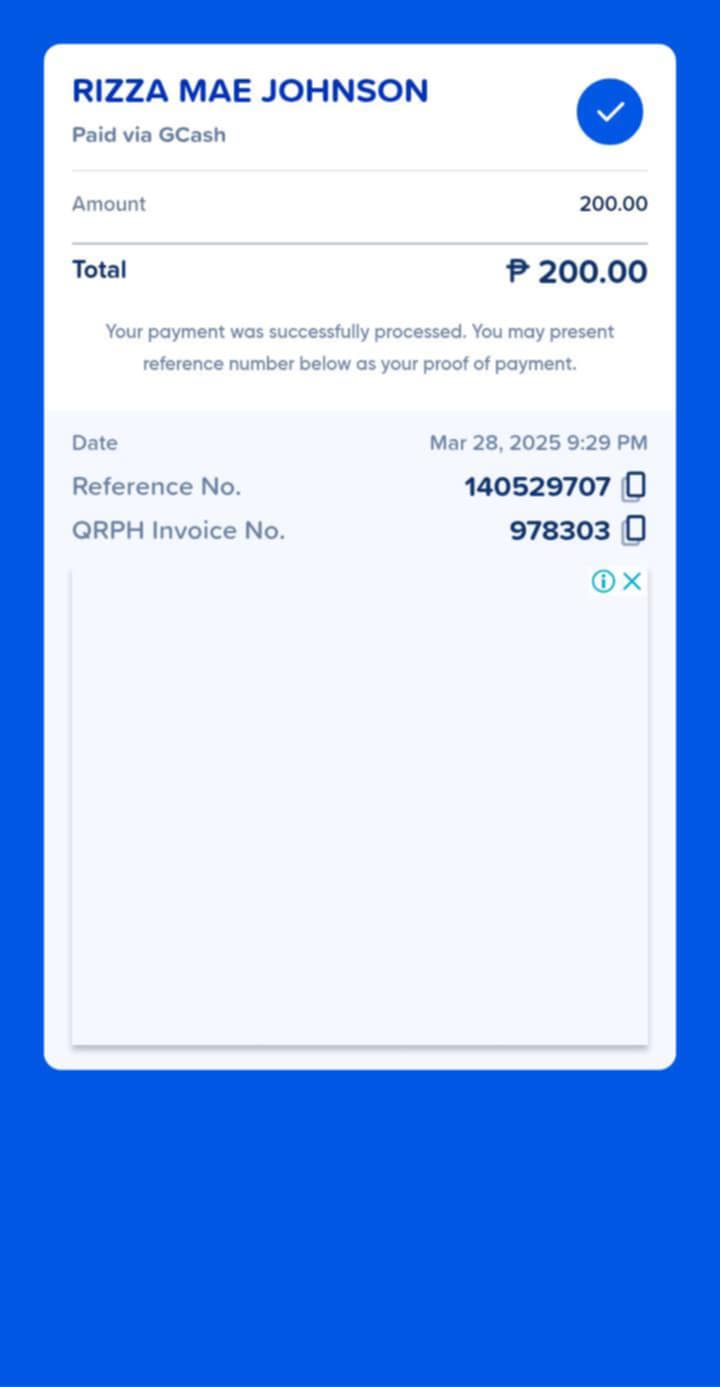 RIZZA MAE JOHNSON
Paid via GCash
Amount 200.00
Total ₱ 200.00
Your payment was successfully processed. You may present
reference number below as your proof of payment.
Date Mar 28, 2025 9:29 PM
Reference No. 140529707
QRPH Invoice No. 978303